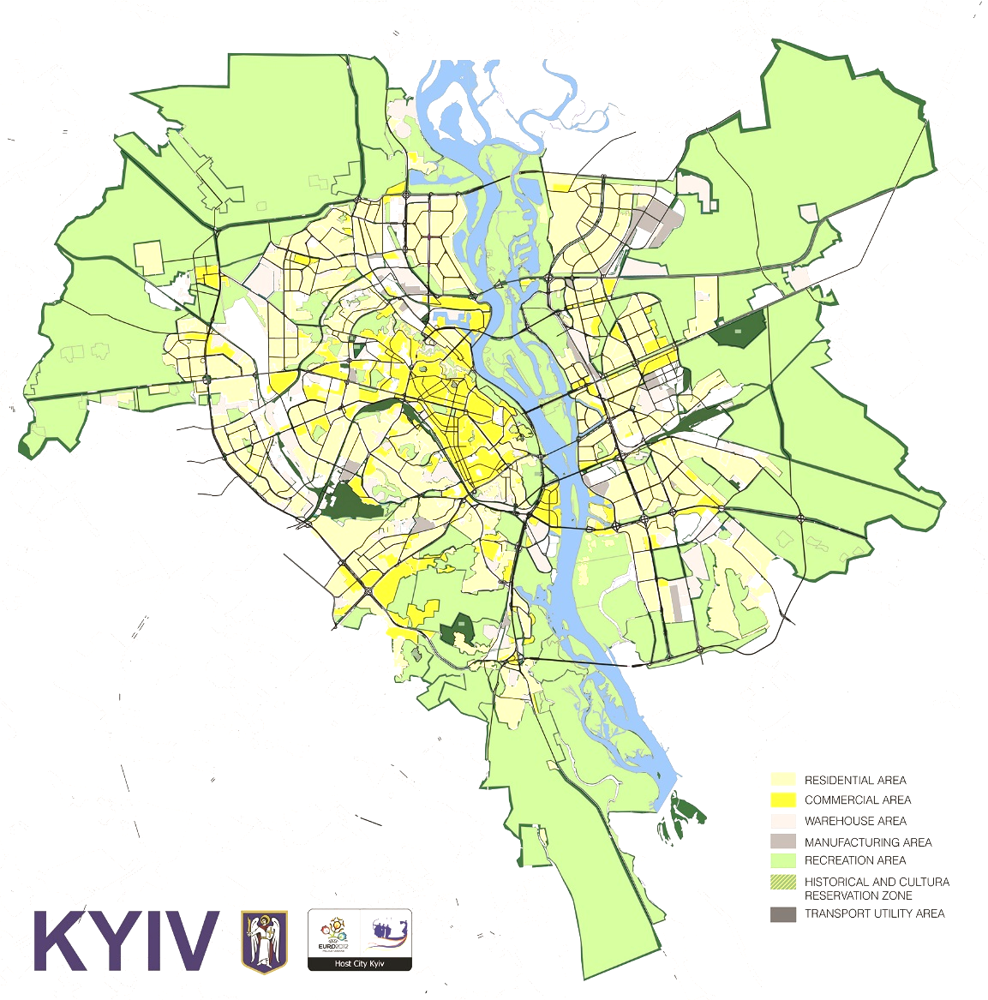 RESIDENTIAL AREA
COMMERCIAL AREA
WAREHOUSE AREA
MANUFACTURING AREA
RECREATION AREA
HISTORICAL AND CULTURA
RESERVATION ZONE
TRANSPORT UTILITY AREA
KYIV
EURO2012
Host City Kyiv